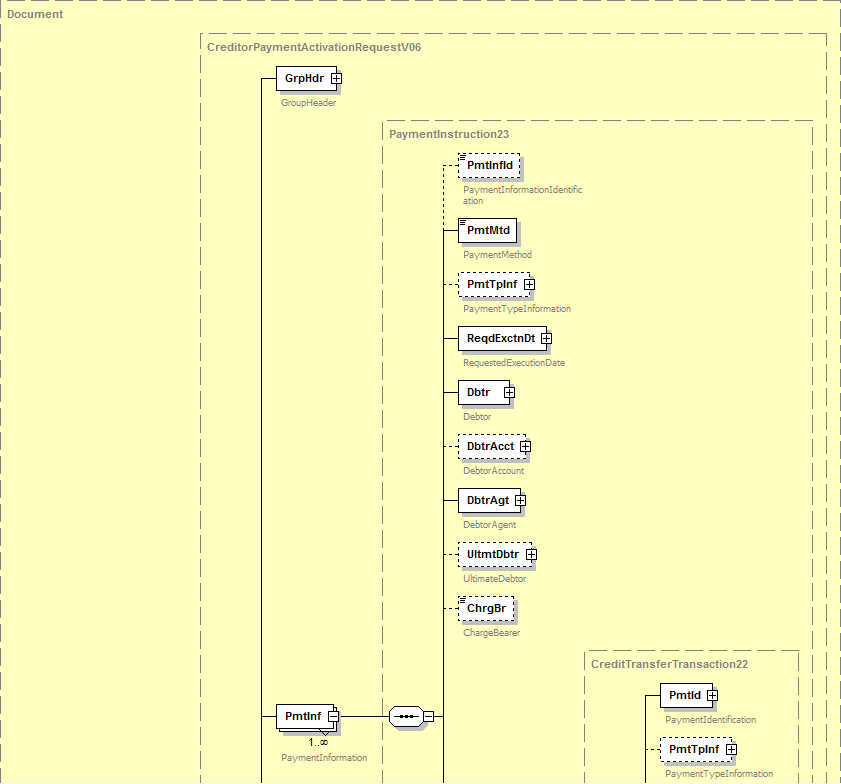 Document
CreditorPaymentActivationRequestV06
GrpHdr
GroupHeader
PaymentInstruction23
PmtInfId
PaymentInformationIdentific
ation
PmtMtd
PaymentMethod
PmtTpInf
PaymentTypeInformation
ReqdExctnDt
RequestedExecutionDate
Dbtr
Debtor
DbtrAcct
DebtorAccount
DbtrAgt
DebtorAgent
UltmtDbtr
UltimateDebtor
ChrgBr
ChargeBearer
CreditTransferTransaction22
PmtId
PaymentIdentification
PmtInf
1..∞
PaymentInformation
PmtTpInf
PaymentTypeInformation